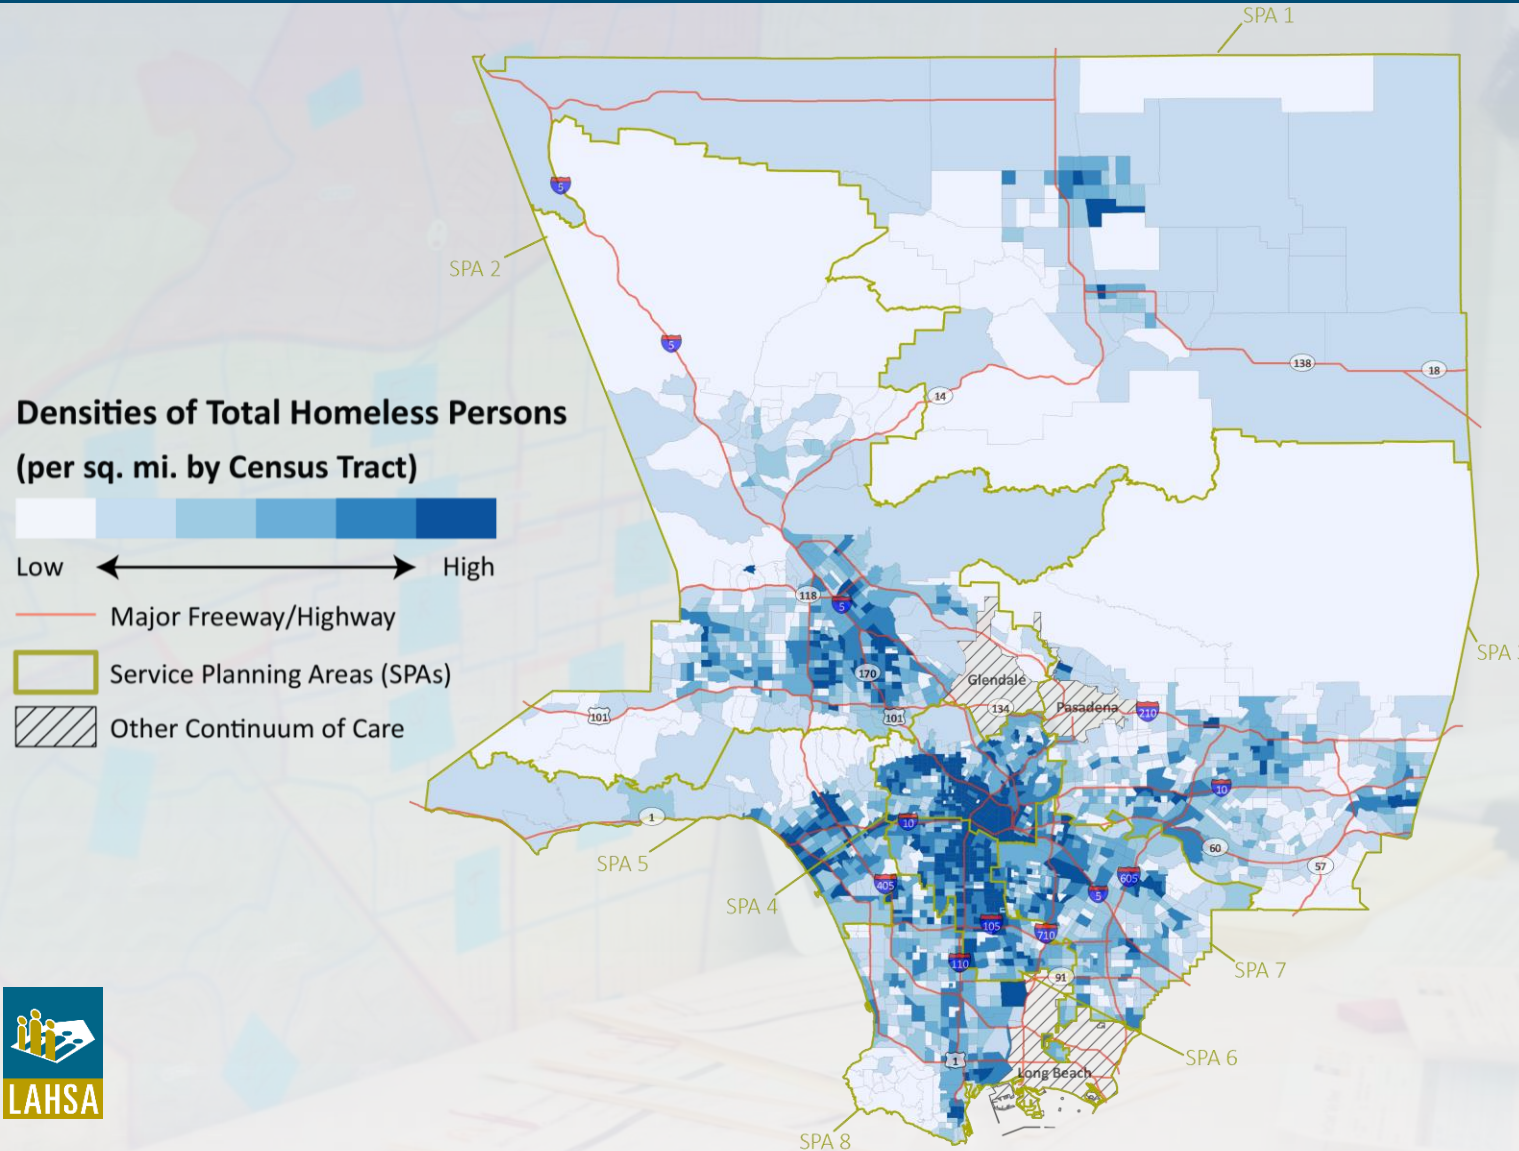 SPA 1
5
SPA 2
5
138
18
14
Densities of Total Homeless Persons
(per sq. mi. by Census Tract)
Low
High
Major Freeway/Highway
Service Planning Areas (SPAs)
Other Continuum of Care
118
5
SPA
170
Glendale
134
Pasadena
210
101
101
10
1
10
60
57
SPA 5
405
605
5
SPA 4
105
710
110
91
SPA 7
SPA 6
1
Long Beach
SPA 8
LAHSA